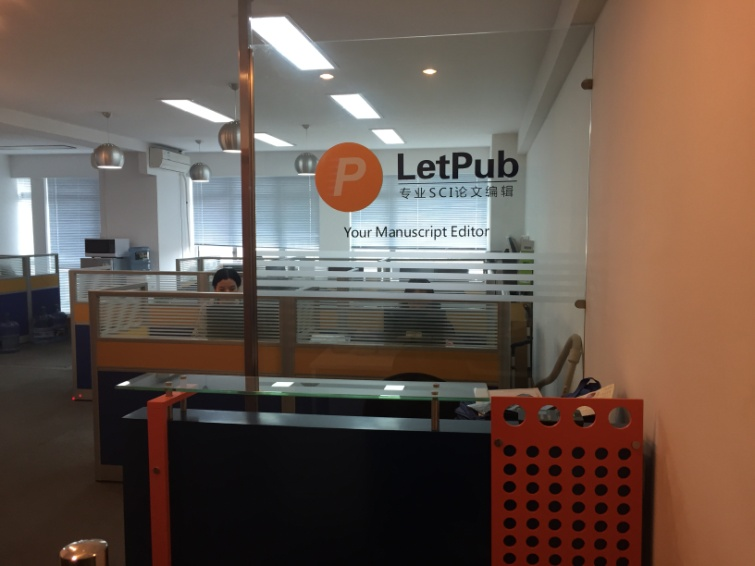 P
LetPub
专业SCI论文编辑
Your Manuscript Editor